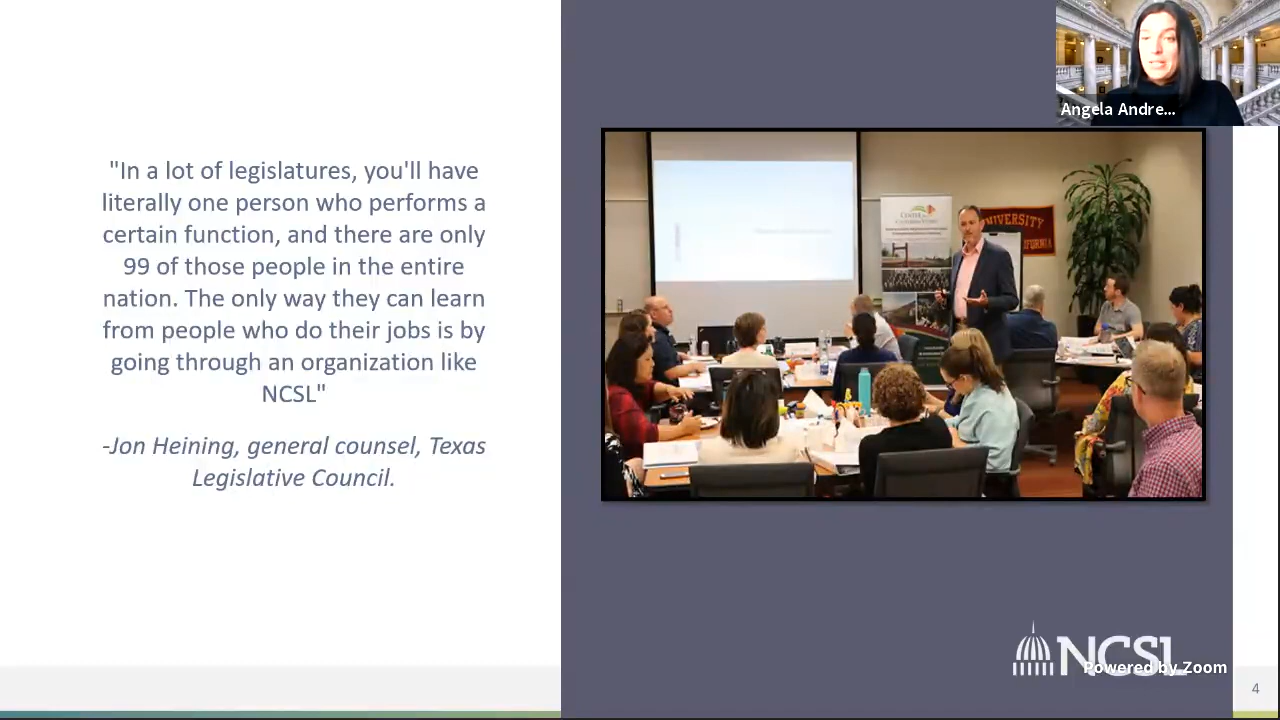 "In a lot of legislatures, you'll have
literally one person who performs a
certain function, and there are only
99 of those people in the entire
nation. The only way they can learn
from people who do their jobs is by
going through an organization like
NCSL"
-Jon Heining, general counsel, Texas
Legislative Council.
Angela Andre...
CENTER
UNIVERSITY
NCSL
Powered by Zoom
4